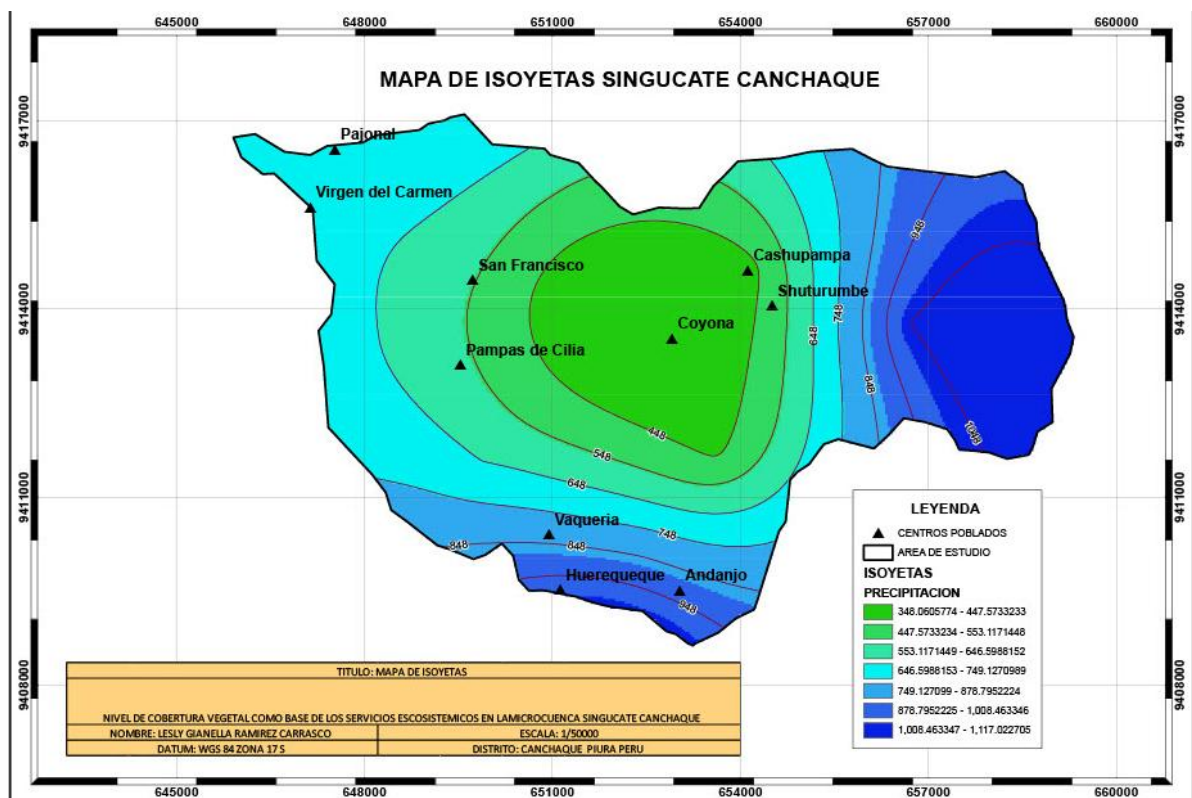 645000 648000 651000 654000 657000 660000
MAPA DE ISOYETAS SINGUCATE CANCHAQUE
9417000 9417000
Pajonal
Virgen del Carmen
948
San Francisco
Cashupampa
Shuturumbe
9414000 9414000
748
Coyona
648
Pampas de Cilia
848
448
1048
548
648
9411000 9411000
Vaqueria
748
848
848
Huerequeque
Andanjo
948
LEYENDA
CENTROS POBLADOS
AREA DE ESTUDIO
ISOYETAS
PRECIPITACION
348.0605774 - 447.5733233
447.5733234 - 553.1171448
553.1171449 - 646.5988152
646.5988153 - 749.1270989
749.127099 - 878.7952224
878.7952225 - 1,008.463346
1,008.463347 - 1,117.022705
9408000 9408000
TITULO: MAPA DE ISOYETAS
NIVEL DE COBERTURA VEGETAL COMO BASE DE LOS SERVICIOS ESCOSISTEMICOS EN LAMICROCUENCA SINGUCATE CANCHAQUE
NOMBRE: LESLY GIANELLA RAMIREZ CARRASCO ESCALA: 1/50000
DATUM: WGS 84 ZONA 17 S DISTRITO: CANCHAQUE PIURA PERU
645000 648000 651000 654000 657000 660000